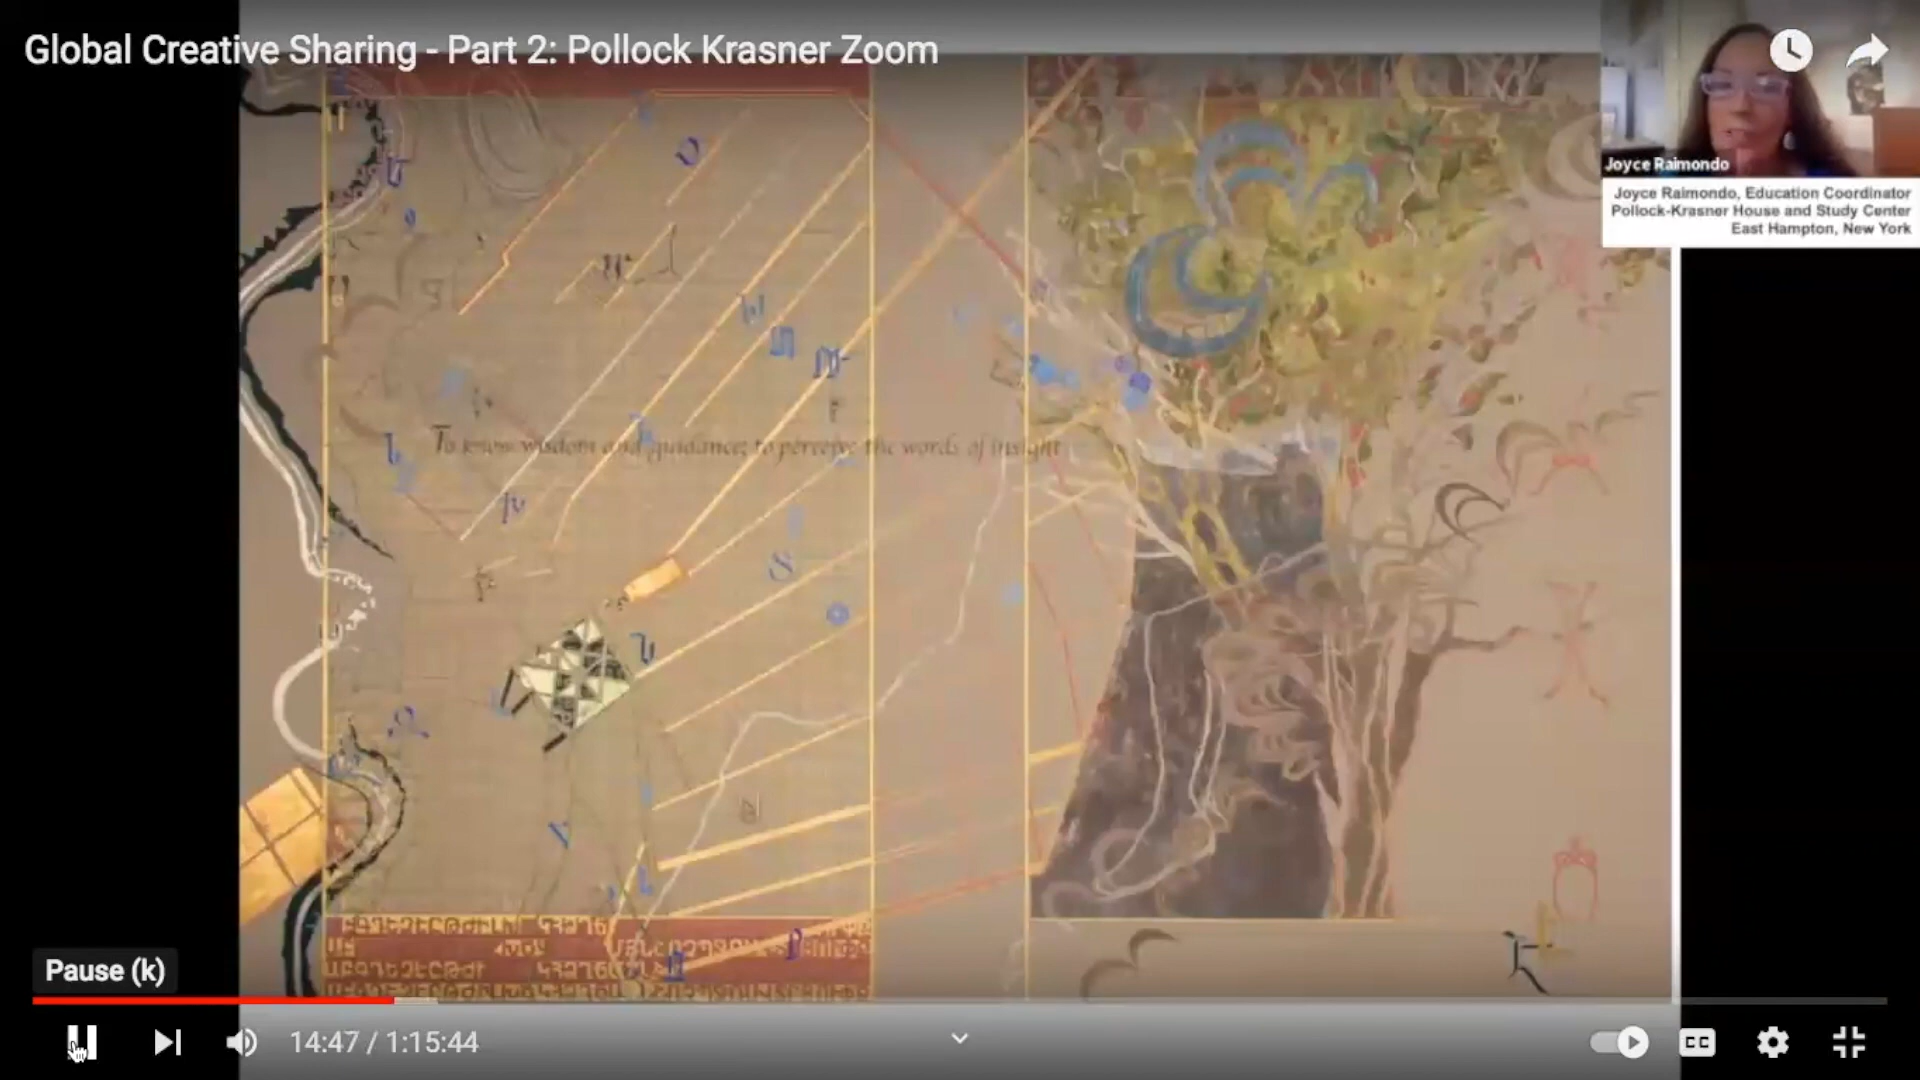 Global Creative Sharing - Part 2: Pollock Krasner Zoom
Joyce Raimondo
Joyce Raimondo, Education Coordinator
Pollock-Krasner House and Study Center
East Hampton, New York
To know wisdom and guidance; to perceive the words of insight
Pause (k)
14:47 / 1:15:44
CC